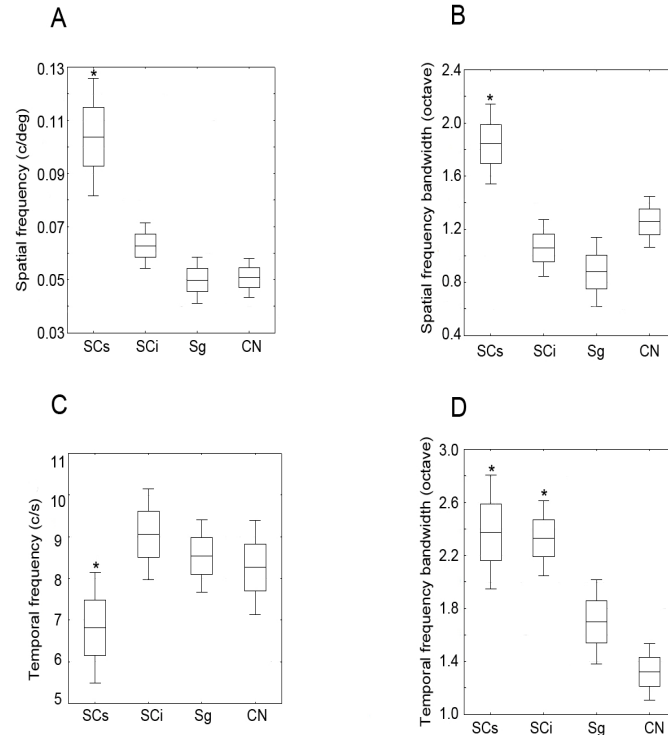 A
Spatial frequency (c/deg)
0.13
0.11
0.09
0.07
0.05
0.03
*
SCs SCi Sg CN
B
Spatial frequency bandwidth (octave)
2.4
2.0
1.6
1.2
0.8
0.4
*
SCs SCi Sg CN
C
Temporal frequency (c/s)
11
10
9
8
7
6
5
*
SCs SCi Sg CN
D
Temporal frequency bandwidth (octave)
3.0
2.6
2.2
1.8
1.4
1.0
* *
SCs SCi Sg CN